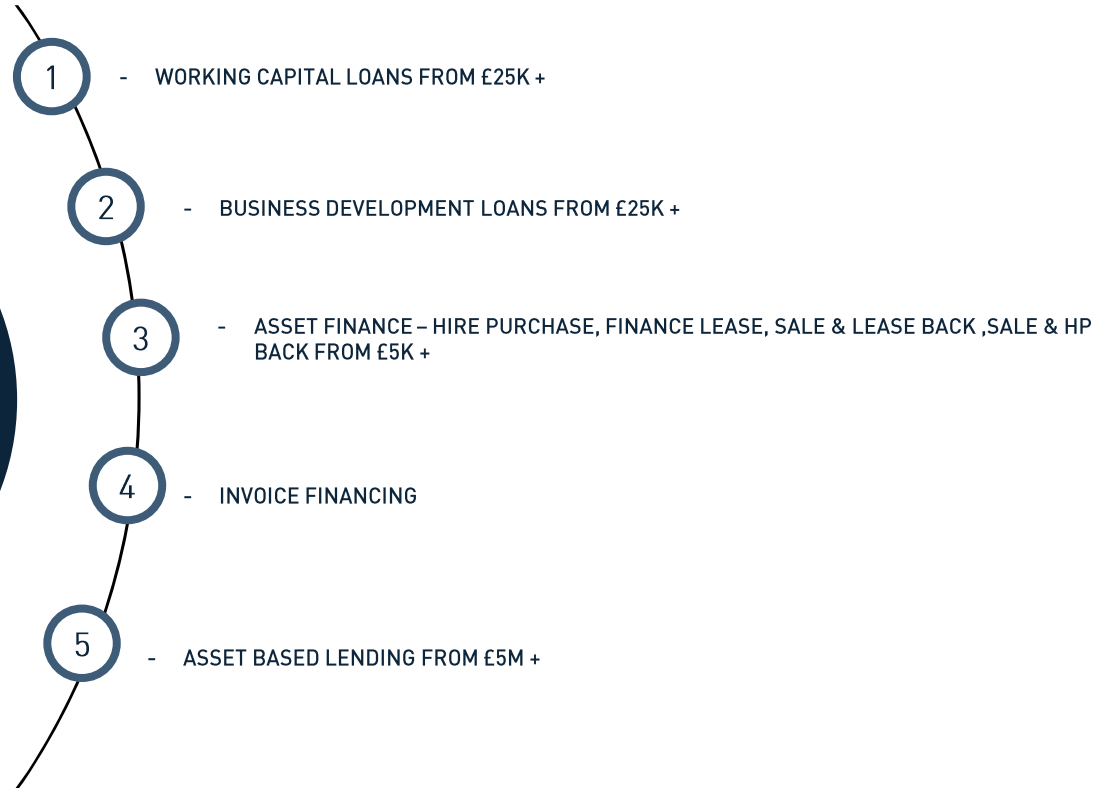 1 - WORKING CAPITAL LOANS FROM £25K +
2 - BUSINESS DEVELOPMENT LOANS FROM £25K +
3 - ASSET FINANCE – HIRE PURCHASE, FINANCE LEASE, SALE & LEASE BACK ,SALE & HP
BACK FROM £5K +
4 - INVOICE FINANCING
5 - ASSET BASED LENDING FROM £5M +